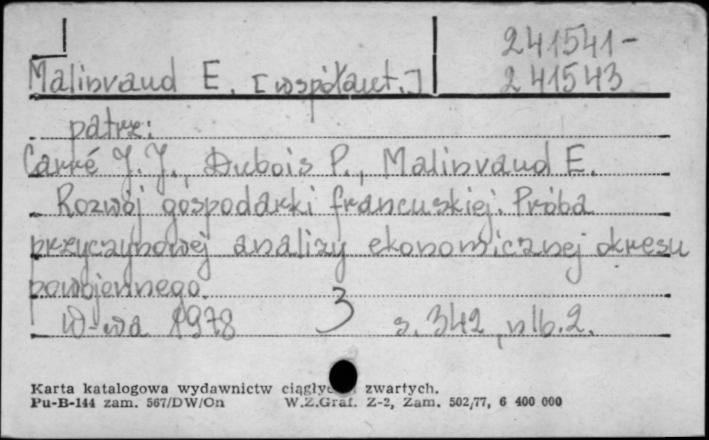 241541-
Malinvaud E. [współaut.] 241543
patrz:
Carré J. J., Dubois P., Malinvaud E.
Rozwój gospodarki francuskiej. Próba
przyczynowej analizy ekonomicznej okresu
powojennego.
W-wa 1978 3 s. 342, nlb. 2.
Karta katalogowa wydawnictw zwartych.
Pu-B-144 zam. 567/DW/On W.Z.Graf. Z-2, Zam. 502/77, 6 400 000